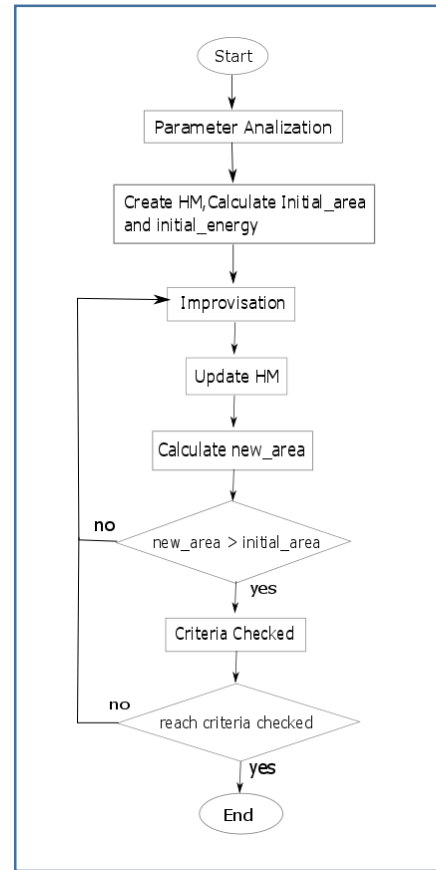 Start
Parameter Analization
Create HM,Calculate Initial_area
and initial_energy
Improvisation
Update HM
Calculate new_area
no
new_area > initial_area
yes
Criteria Checked
no
reach criteria checked
yes
End